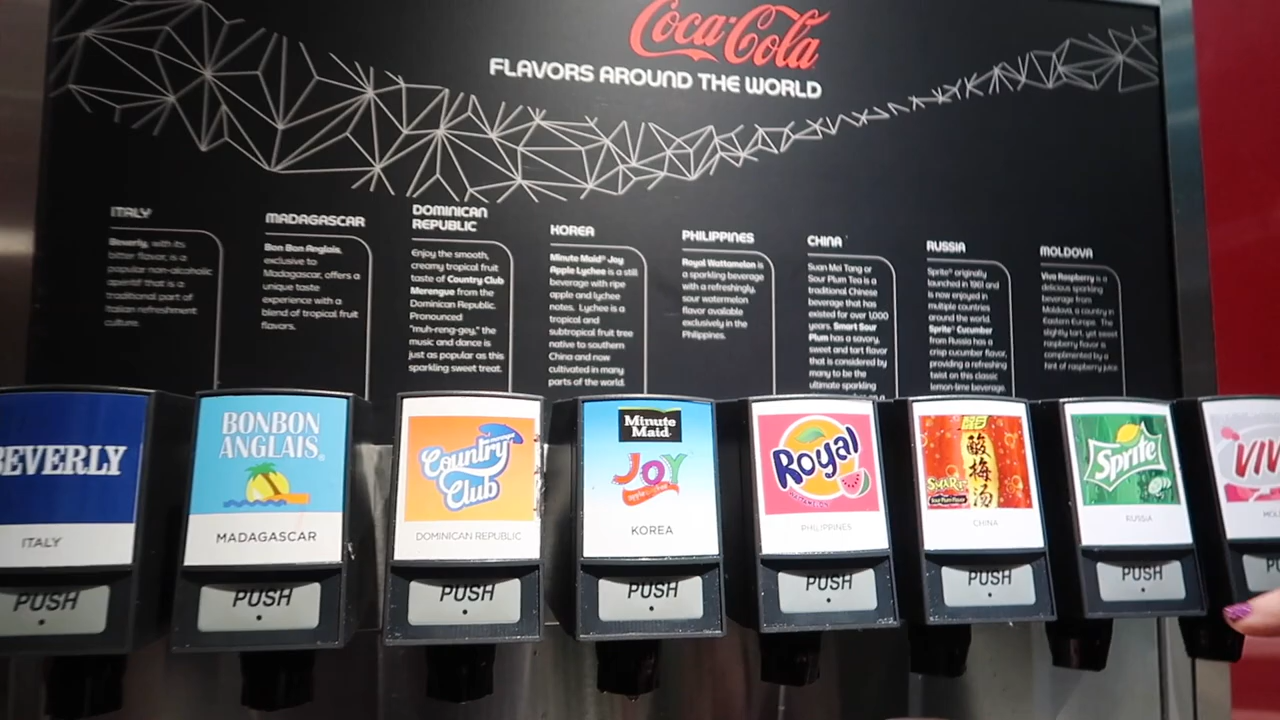 Coca-Cola
FLAVORS AROUND THE WORLD
ITALY
Beverly, with its
bitter flavor, is a
popular non-alcoholic
apéritif that is a
traditional part of
Italian refreshment
culture.
MADAGASCAR
Bon Bon Anglais,
exclusive to
Madagascar, offers a
unique taste
experience with a
blend of tropical fruit
flavors.
DOMINICAN
REPUBLIC
Enjoy the smooth,
creamy tropical fruit
taste of Country Club
Merengue from the
Dominican Republic.
Pronounced
"muh-reng-gey," the
music and dance is
just as popular as this
sparkling sweet treat.
KOREA
Minute Maid® Joy
Apple Lychee is a still
beverage with ripe
apple and lychee
notes. Lychee is a
tropical and
subtropical fruit tree
native to southern
China and now
cultivated in many
parts of the world.
PHILIPPINES
Royal Wattamelon is
a sparkling beverage
with a refreshingly,
sour watermelon
flavor available
exclusively in the
Philippines.
CHINA
Suan Mei Tang or
Sour Plum Tea is a
traditional Chinese
beverage that has
existed for over 1,000
years. Smart Sour
Plum has a savory,
sweet and tart flavor
that is considered by
many to be the
ultimate sparkling
RUSSIA
Sprite® originally
launched in 1961 and
is now enjoyed in
multiple countries
around the world.
Sprite® Cucumber
from Russia has a
crisp cucumber flavor,
providing a refreshing
twist on this classic
lemon-lime beverage.
MOLDOVA
Viva Raspberry is a
delicious sparkling
beverage from
Moldova, a country in
Eastern Europe. The
slightly tart, yet sweet
raspberry flavor is
complimented by a
hint of raspberry juice
BEVERLY
ITALY
PUSH
BONBON
ANGLAIS®
MADAGASCAR
PUSH
Country
Club
DOMINICAN REPUBLIC
PUSH
Minute
Maid
JOY
KOREA
PUSH
Royal
PHILIPPINES
PUSH
酸梅汤
SMART
CHINA
PUSH
Sprite
RUSSIA
PUSH
VIV
MOL
PU